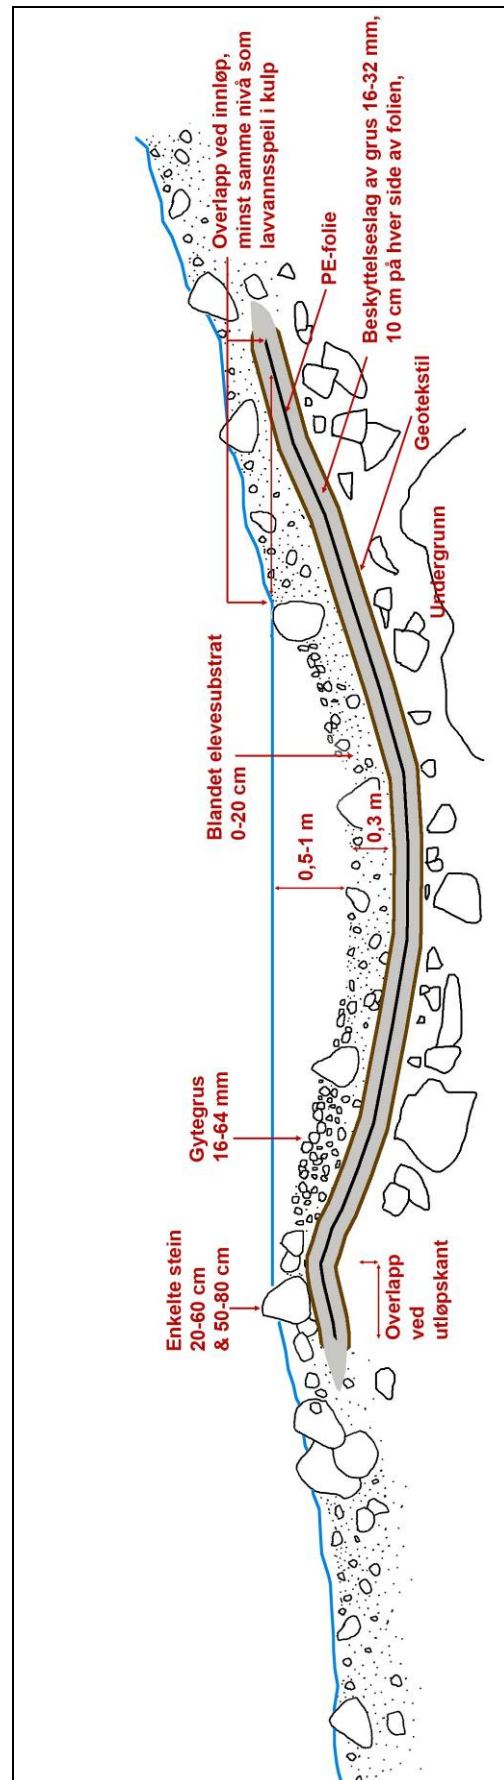 Enkelte stein
20-60 cm
& 50-80 cm
Gytegrus
16-64 mm
Blandet elevesubstrat
0-20 cm
Overlapp ved innløp,
minst samme nivå som
lavvannsspeil i kulp
0,5-1 m
0,3 m
PE-folie
Beskyttelseslag av grus 16-32 mm,
10 cm på hver side av folien,
Geotekstil
Undergrunn
Overlapp
ved
utløpskant